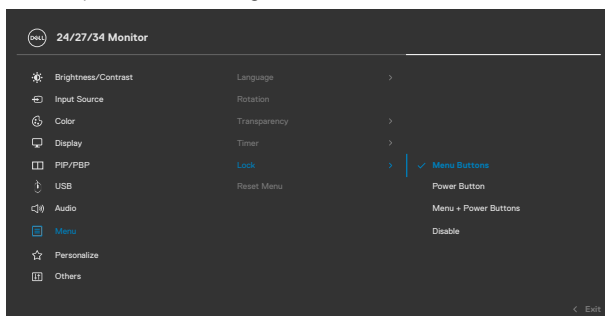 DELL 24/27/34 Monitor
Brightness/Contrast Language >
Input Source Rotation
Color Transparency >
Display Timer >
PIP/PBP Lock > ✓ Menu Buttons
USB Reset Menu Power Button
Audio Menu + Power Buttons
Menu Disable
Personalize
Others
< Exit